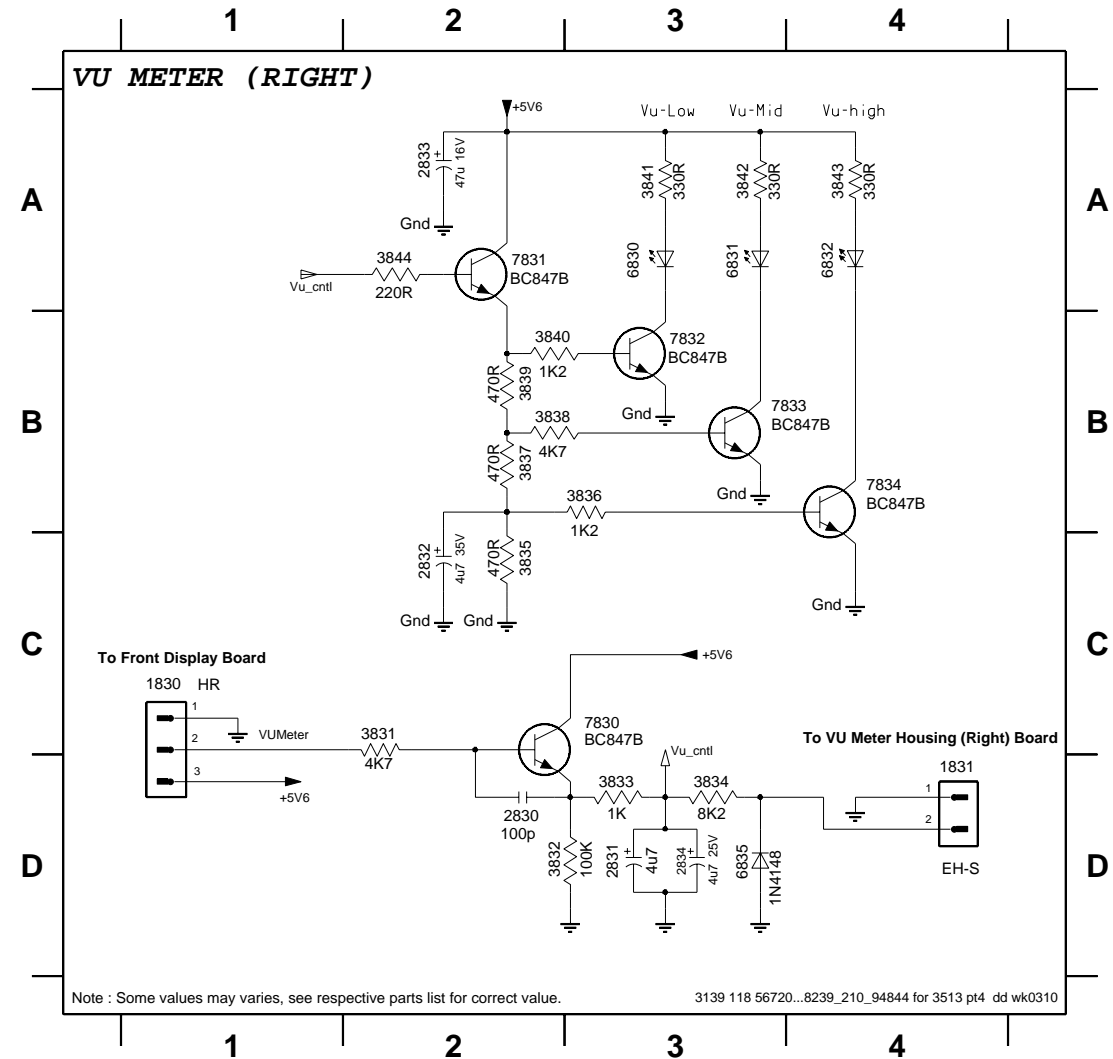 1 2 3 4
VU METER (RIGHT)
A
A
+5V6
Vu-Low
Vu-Mid
Vu-high
2833
47u 16V
Gnd
3841
330R
3842
330R
3843
330R
6830
6831
6832
Vu_cntl
3844
220R
7831
BC847B
B
B
3840
1K2
7832
BC847B
470R
3839
Gnd
3838
4K7
7833
BC847B
470R
3837
Gnd
3836
1K2
7834
BC847B
C
C
2832
4u7 35V
470R
3835
Gnd
Gnd
Gnd
To Front Display Board
1830 HR
+5V6
1
2
3
VUMeter
+5V6
3831
4K7
7830
BC847B
Vu_cntl
To VU Meter Housing (Right) Board
1831
1
2
EH-S
D
D
2830
100p
3833
1K
3834
8K2
3832
100K
2831
4u7
2834
4u7 25V
6835
1N4148
Note : Some values may varies, see respective parts list for correct value.
3139 118 56720...8239_210_94844 for 3513 pt4 dd wk0310
1 2 3 4